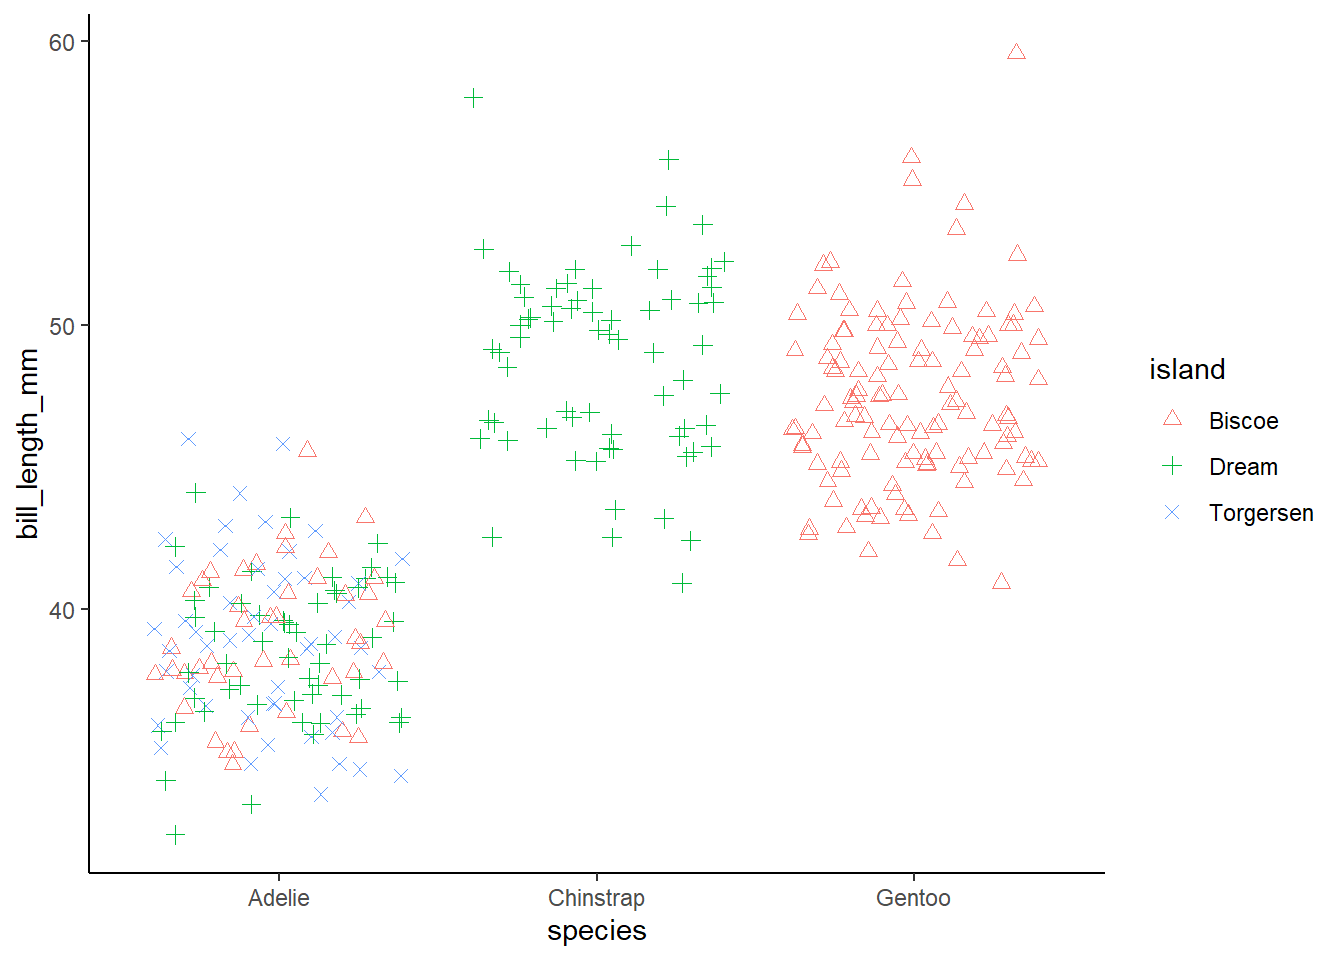 60
50
40
bill_length_mm
Adelie
Chinstrap
Gentoo
species
island
Biscoe
Dream
Torgersen